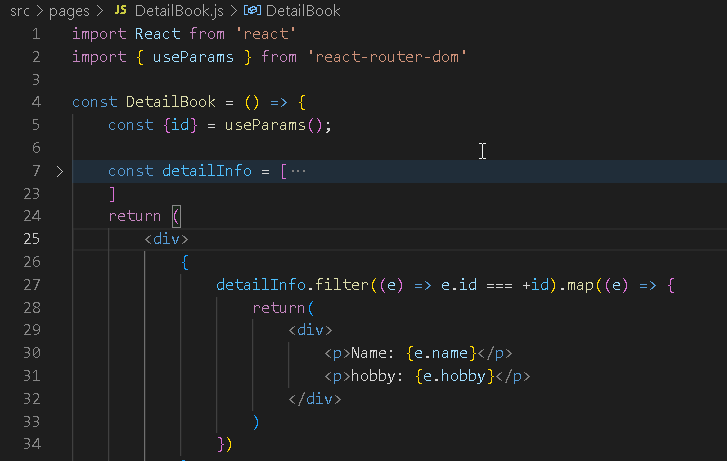 src > pages > JS DetailBook.js > DetailBook
1 import React from 'react'
2 import { useParams } from 'react-router-dom'
3
4 const DetailBook = () => {
5 const {id} = useParams();
6
7 > const detailInfo = [ ···
23 ]
24 return (
25 <div>
26 {
27 detailInfo.filter((e) => e.id === +id).map((e) => {
28 return(
29 <div>
30 <p>Name: {e.name}</p>
31 <p>hobby: {e.hobby}</p>
32 </div>
33 )
34 })